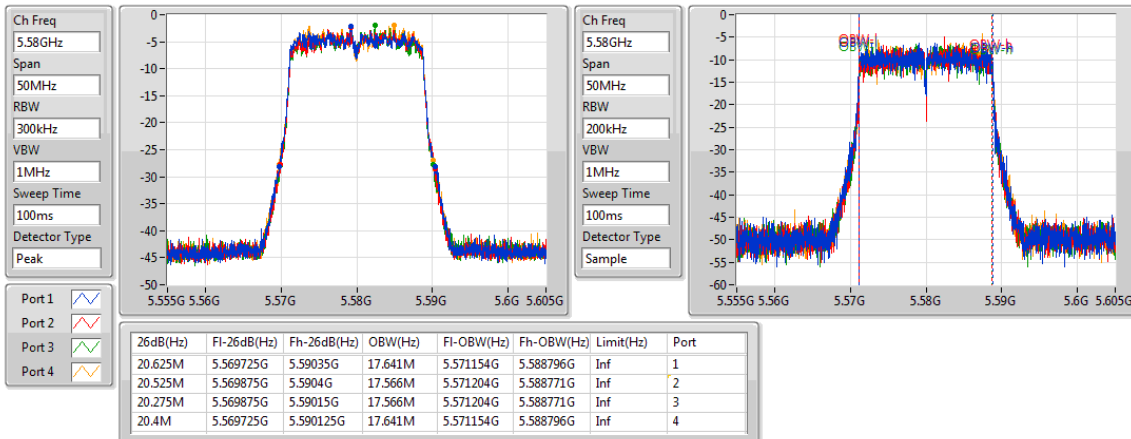 Ch Freq
5.58GHz
Span
50MHz
RBW
300kHz
VBW
1MHz
Sweep Time
100ms
Detector Type
Peak
0
-5
-10
-15
-20
-25
-30
-35
-40
-45
-50
5.555G 5.56G 5.57G 5.58G 5.59G 5.6G 5.605G
Ch Freq
5.58GHz
Span
50MHz
RBW
200kHz
VBW
1MHz
Sweep Time
100ms
Detector Type
Sample
0
-5
-10
-15
-20
-25
-30
-35
-40
-45
-50
-55
-60
OBW-h
5.555G 5.56G 5.57G 5.58G 5.59G 5.6G 5.605G
Port 1
Port 2
Port 3
Port 4
26dB(Hz) Fl-26dB(Hz) Fh-26dB(Hz) OBW(Hz) Fl-OBW(Hz) Fh-OBW(Hz) Limit(Hz) Port
20.625M 5.569725G 5.59035G 17.641M 5.571154G 5.588796G Inf 1
20.525M 5.569875G 5.5904G 17.566M 5.571204G 5.588771G Inf 2
20.275M 5.569875G 5.59015G 17.566M 5.571204G 5.588771G Inf 3
20.4M 5.569725G 5.590125G 17.641M 5.571154G 5.588796G Inf 4